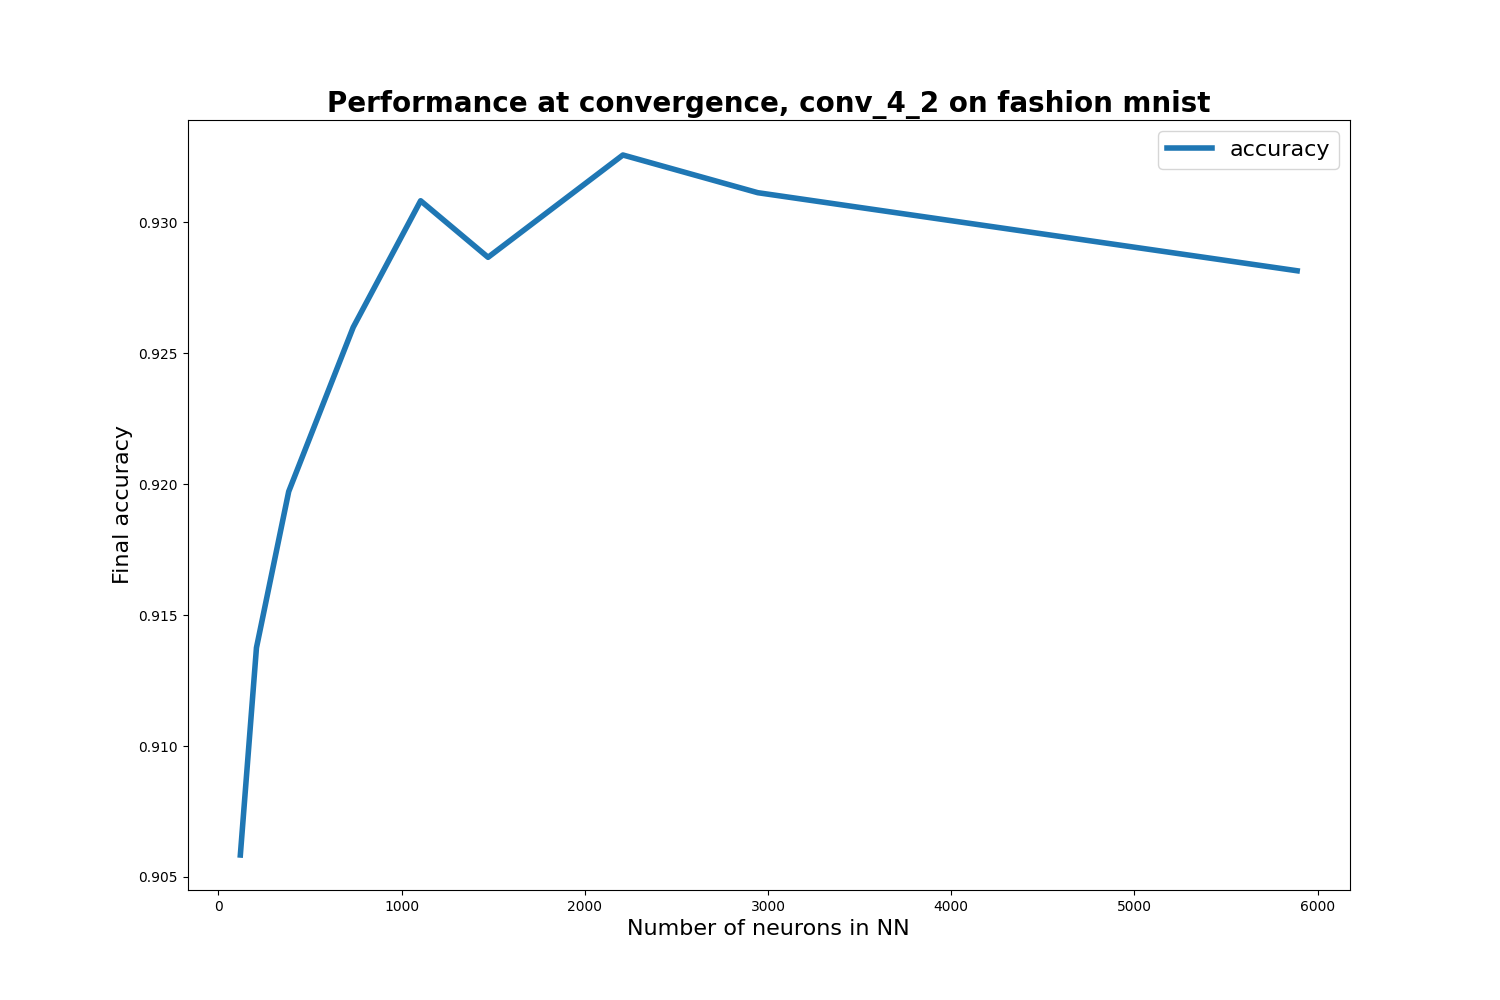 Performance at convergence, conv_4_2 on fashion mnist
accuracy
0.930
0.925
0.920
0.915
0.910
0.905
Final accuracy
0 1000 2000 3000 4000 5000 6000
Number of neurons in NN